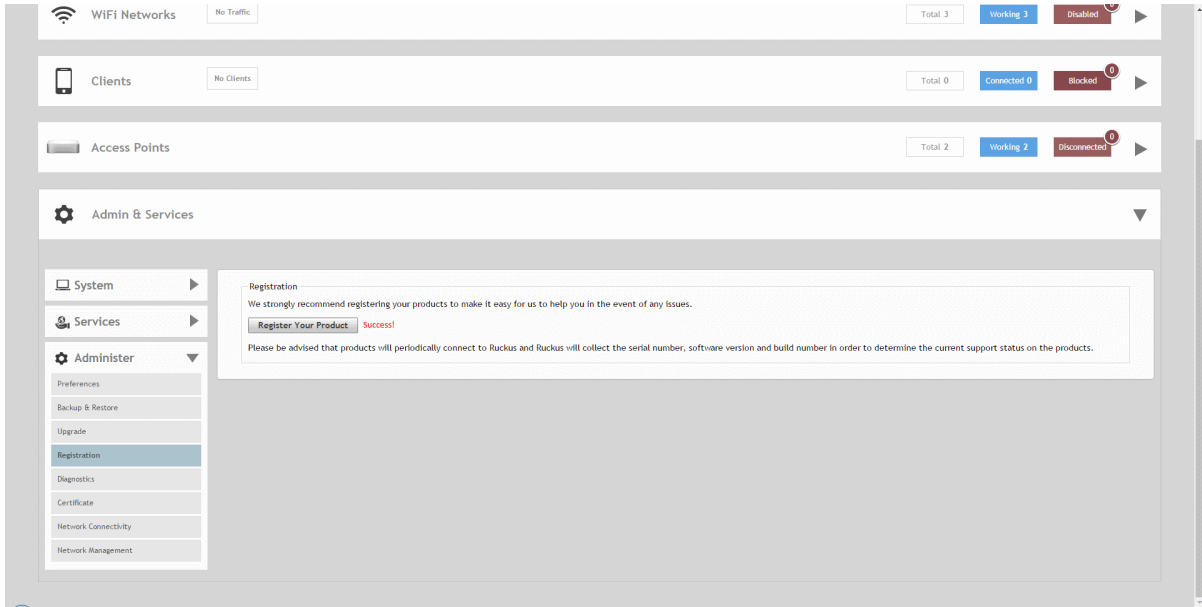 WiFi Networks
No Traffic
Total 3
Working 3
Disabled
Clients
No Clients
Total 0
Connected 0
Blocked
0
Access Points
Total 2
Working 2
Disconnected
0
Admin & Services
System
Services
Administer
Preferences
Backup & Restore
Upgrade
Registration
Diagnostics
Certificate
Network Connectivity
Network Management
Registration
We strongly recommend registering your products to make it easy for us to help you in the event of any issues.
Register Your Product Success!
Please be advised that products will periodically connect to Ruckus and Ruckus will collect the serial number, software version and build number in order to determine the current support status on the products.